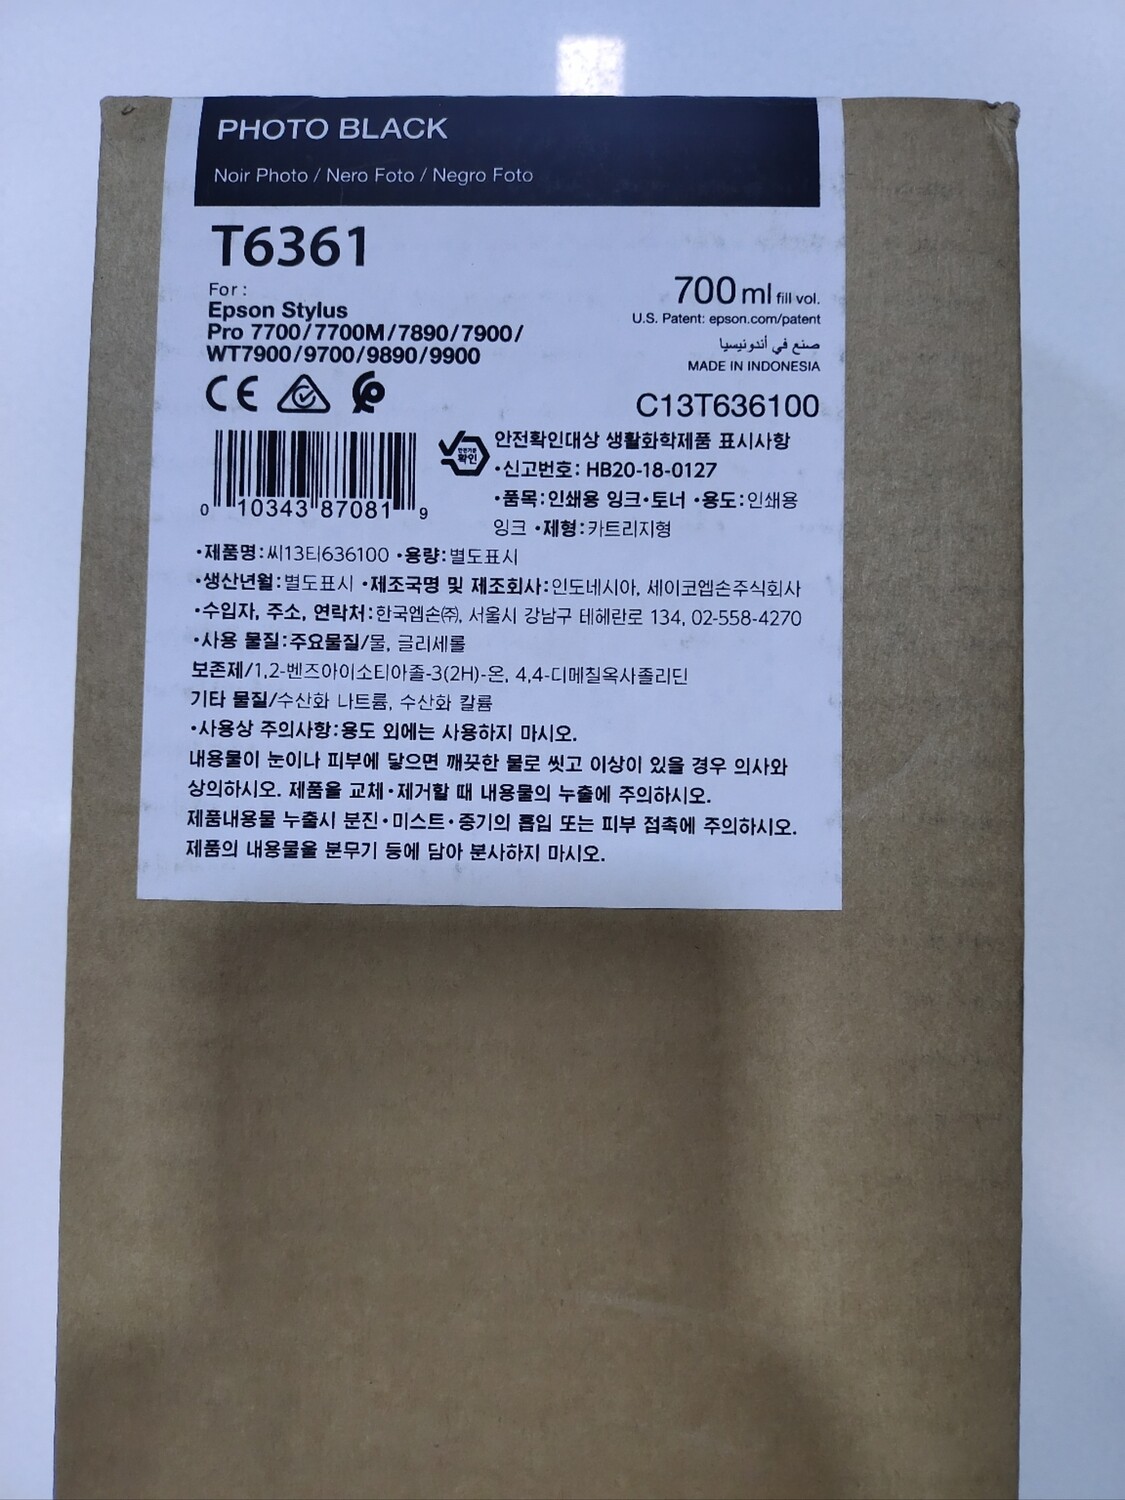 PHOTO BLACK
Noir Photo / Nero Foto / Negro Foto
T6361
For :
Epson Stylus
Pro 7700/7700M/7890/7900/
WT7900/9700/9890/9900
700 ml fill vol.
U.S. Patent: epson.com/patent
صنع في أندونيسيا
MADE IN INDONESIA
C13T636100
CE
0 10343 87081 9
안전기준
확인
안전확인대상 생활화학제품 표시사항
•신고번호: HB20-18-0127
•품목:인쇄용 잉크•토너 •용도:인쇄용
잉크 •제형:카트리지형
•제품명:씨13티636100 •용량:별도표시
•생산년월:별도표시 •제조국명 및 제조회사:인도네시아, 세이코엡손주식회사
•수입자, 주소, 연락처:한국엡손㈜, 서울시 강남구 테헤란로 134, 02-558-4270
•사용 물질:주요물질/물, 글리세롤
보존제/1,2-벤즈아이소티아졸-3(2H)-온, 4,4-디메칠옥사졸리딘
기타 물질/수산화 나트륨, 수산화 칼륨
•사용상 주의사항:용도 외에는 사용하지 마시오.
내용물이 눈이나 피부에 닿으면 깨끗한 물로 씻고 이상이 있을 경우 의사와
상의하시오. 제품을 교체•제거할 때 내용물의 누출에 주의하시오.
제품내용물 누출시 분진•미스트•증기의 흡입 또는 피부 접촉에 주의하시오.
제품의 내용물을 분무기 등에 담아 분사하지 마시오.